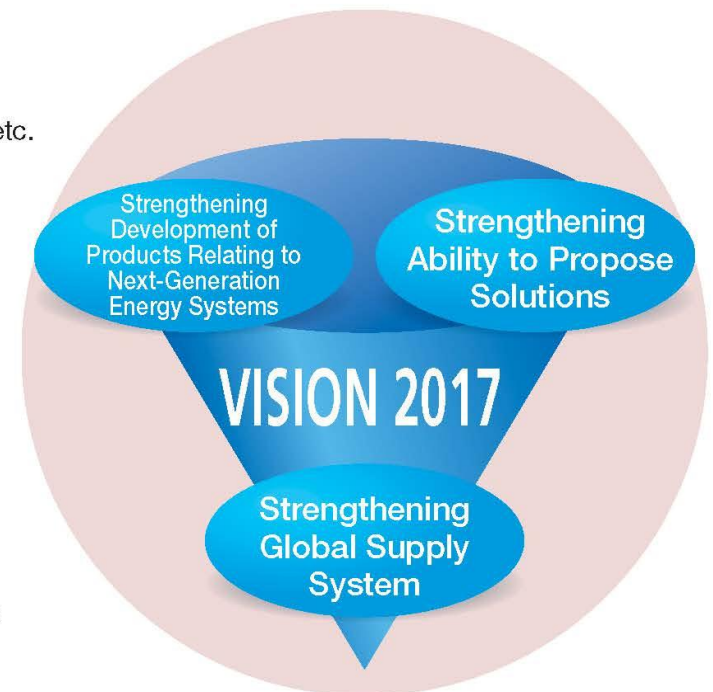 etc.
Strengthening
Development of
Products Relating to
Next-Generation
Energy Systems
Strengthening
Ability to Propose
Solutions
VISION 2017
Strengthening
Global Supply
System